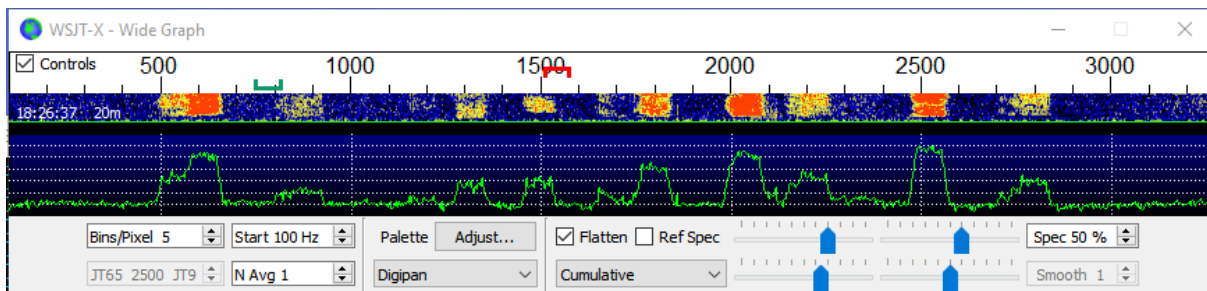 WSJT-X - Wide Graph
Controls 500 1000 1500 2000 2500 3000
18:26:37 20m
Bins/Pixel 5 Start 100 Hz Palette Adjust... Flatten Ref Spec Spec 50 %
JT65 2500 JT9 N Avg 1 Digipan Cumulative Smooth 1